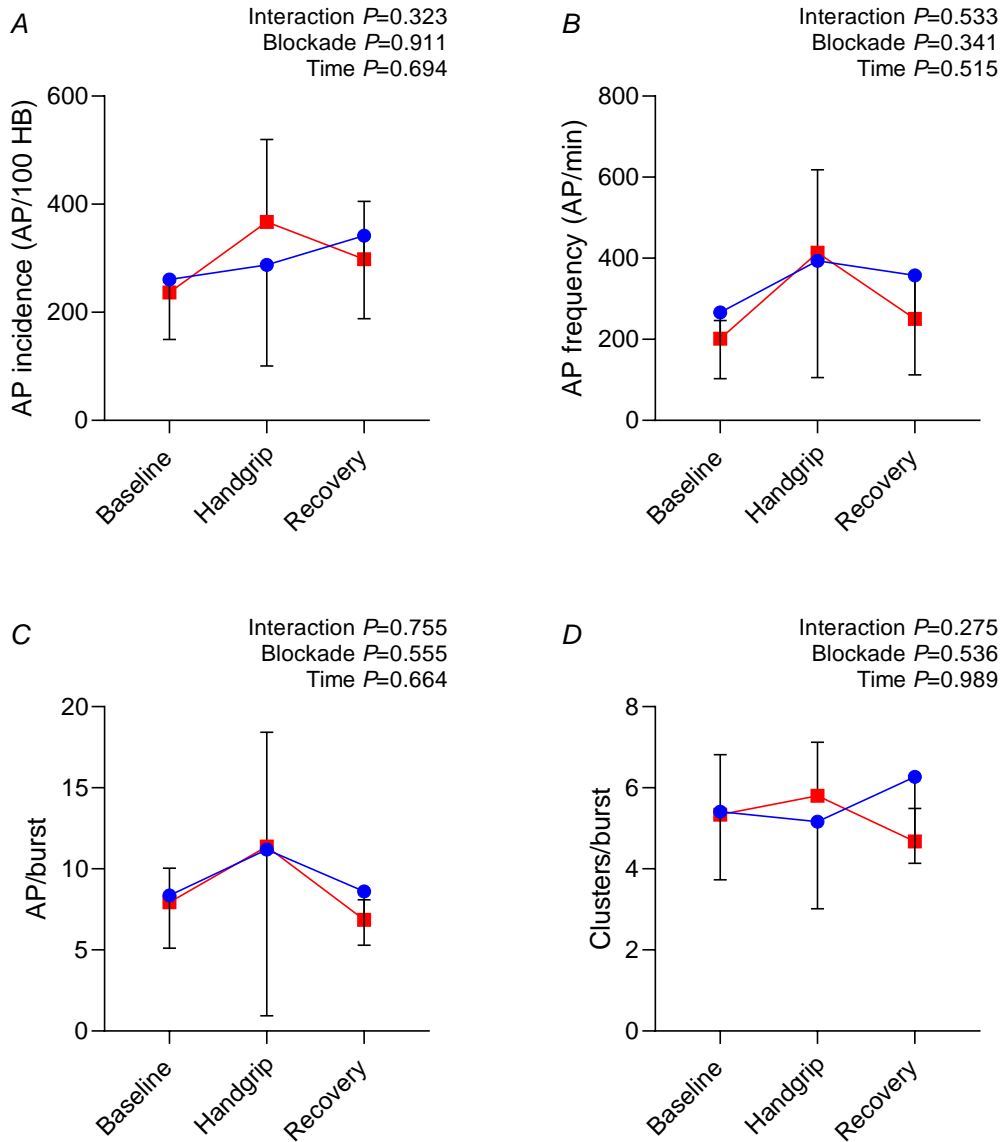 A
Interaction P=0.323
Blockade P=0.911
Time P=0.694
AP incidence (AP/100 HB)
600
400
200
0
Baseline
Handgrip
Recovery
B
Interaction P=0.533
Blockade P=0.341
Time P=0.515
AP frequency (AP/min)
800
600
400
200
0
Baseline
Handgrip
Recovery
C
Interaction P=0.755
Blockade P=0.555
Time P=0.664
AP/burst
20
15
10
5
0
Baseline
Handgrip
Recovery
D
Interaction P=0.275
Blockade P=0.536
Time P=0.989
Clusters/burst
8
6
4
2
0
Baseline
Handgrip
Recovery